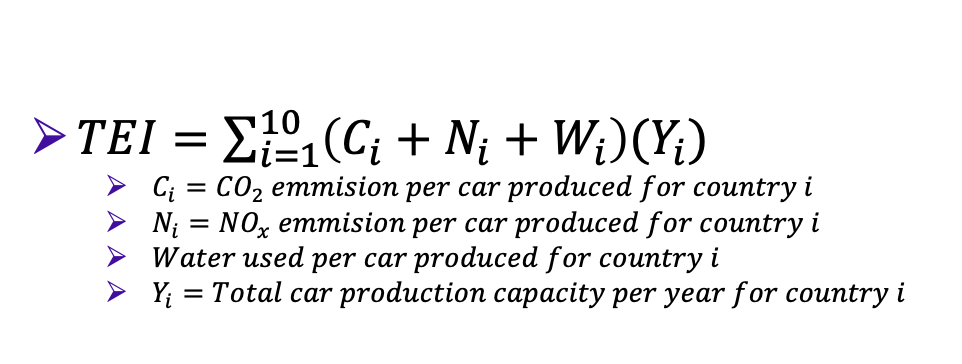 ➢ TEI = ∑_{i=1}^{10}(C_i + N_i + W_i)(Y_i)
➢ C_i = CO_2 emmision per car produced for country i
➢ N_i = NO_x emmision per car produced for country i
➢ Water used per car produced for country i
➢ Y_i = Total car production capacity per year for country i